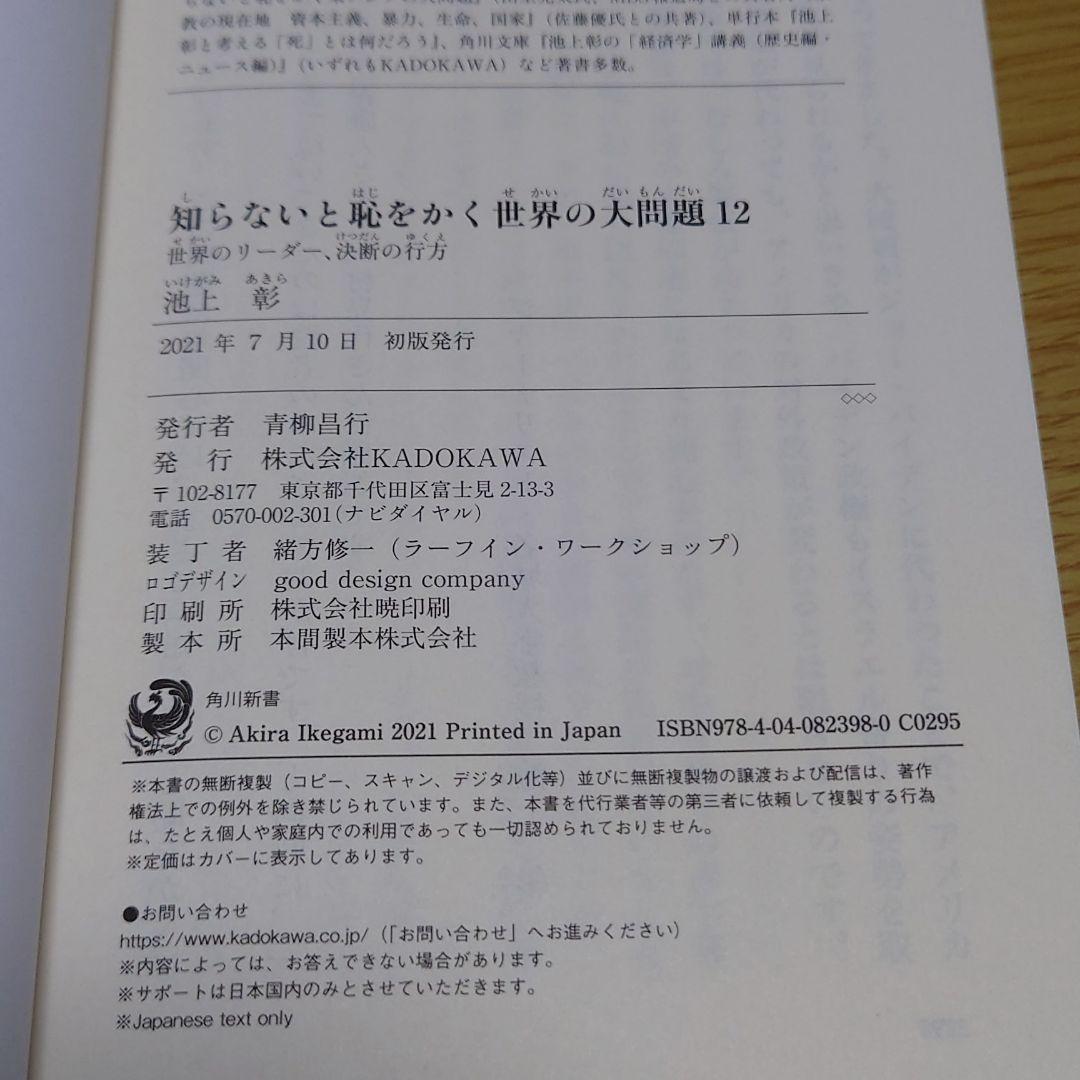 教の現在地　資本主義、暴力、生命、国家』(佐藤優氏との共著)、単行本『池上
彰と考える「死」とは何だろう』、角川文庫『池上彰の「経済学」講義(歴史編・
ニュース編)』(いずれもKADOKAWA)など著書多数。
知らないと恥をかく世界の大問題12
世界のリーダー、決断の行方
いけがみ　あきら
池上　彰
2021年7月10日　初版発行
◇◇◇
発行者　青柳昌行
発　行　株式会社KADOKAWA
〒102-8177　東京都千代田区富士見 2-13-3
電話　0570-002-301(ナビダイヤル)
装丁者　緒方修一(ラーフイン・ワークショップ)
ロゴデザイン　good design company
印刷所　株式会社暁印刷
製本所　本間製本株式会社
角川新書
© Akira Ikegami 2021 Printed in Japan　ISBN978-4-04-082398-0 C0295
※本書の無断複製(コピー、スキャン、デジタル化等)並びに無断複製物の譲渡および配信は、著作
権法上での例外を除き禁じられています。また、本書を代行業者等の第三者に依頼して複製する行為
は、たとえ個人や家庭内での利用であっても一切認められておりません。
※定価はカバーに表示してあります。
●お問い合わせ
https://www.kadokawa.co.jp/(「お問い合わせ」へお進みください)
※内容によっては、お答えできない場合があります。
※サポートは日本国内のみとさせていただきます。
※Japanese text only